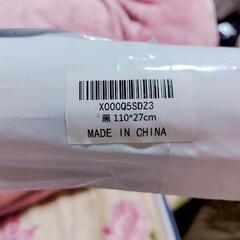 X000Q5SDZ3
黑 110*27cm
MADE IN CHINA